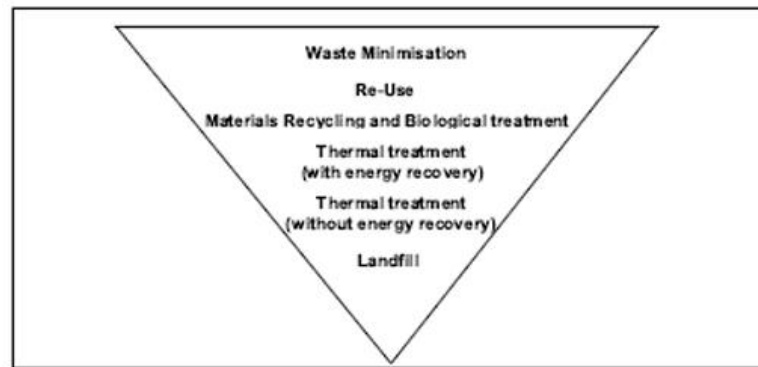 Waste Minimisation
Re-Use
Materials Recycling and Biological treatment
Thermal treatment
(with energy recovery)
Thermal treatment
(without energy recovery)
Landfill